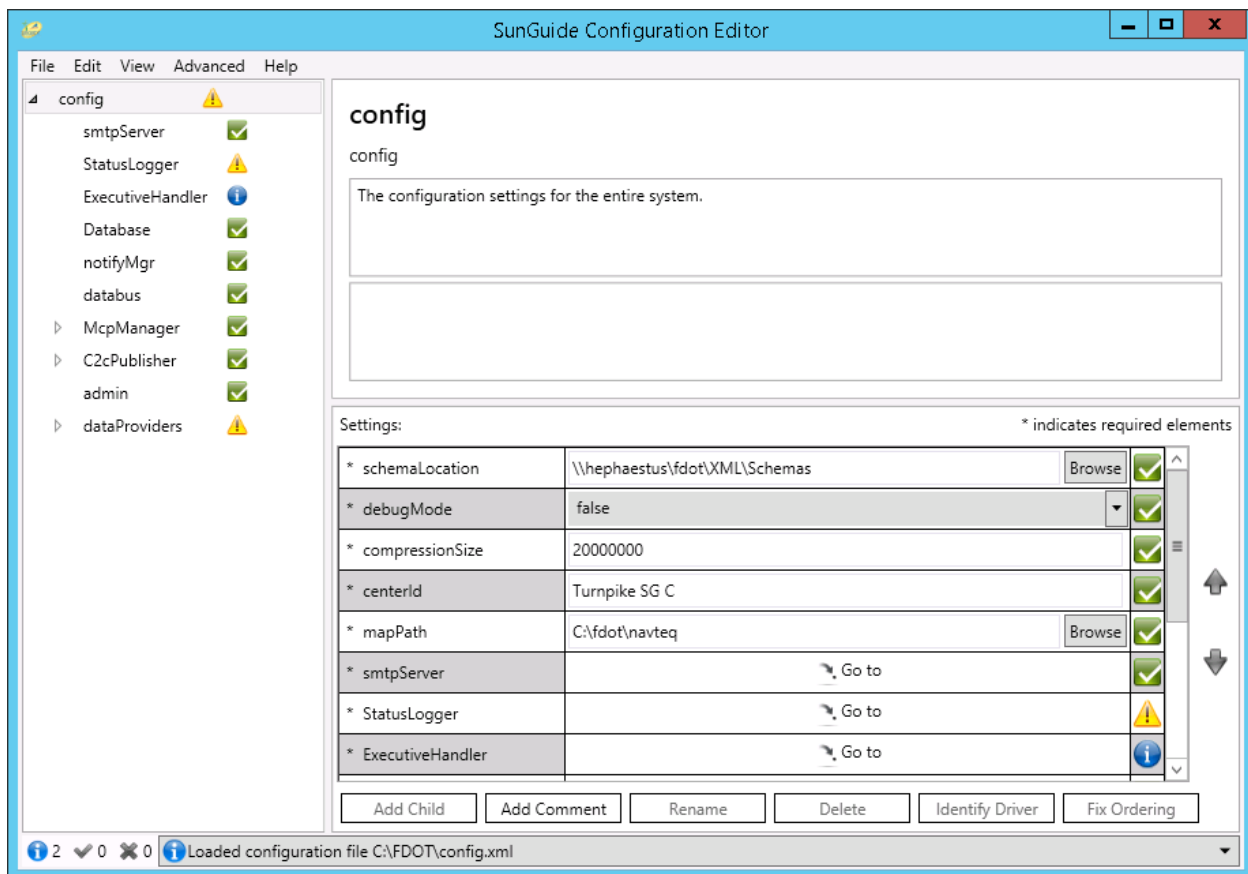 SunGuide Configuration Editor
File Edit View Advanced Help
config
smtpServer
StatusLogger
ExecutiveHandler
Database
notifyMgr
databus
McpManager
C2cPublisher
admin
dataProviders
config
config
The configuration settings for the entire system.
Settings: * indicates required elements
* schemaLocation \\hephaestus\fdot\XML\Schemas Browse
* debugMode false
* compressionSize 20000000
* centerId Turnpike SG C
* mapPath C:\fdot\navteq Browse
* smtpServer Go to
* StatusLogger Go to
* ExecutiveHandler Go to
Add Child Add Comment Rename Delete Identify Driver Fix Ordering
2 0 0 Loaded configuration file C:\FDOT\config.xml